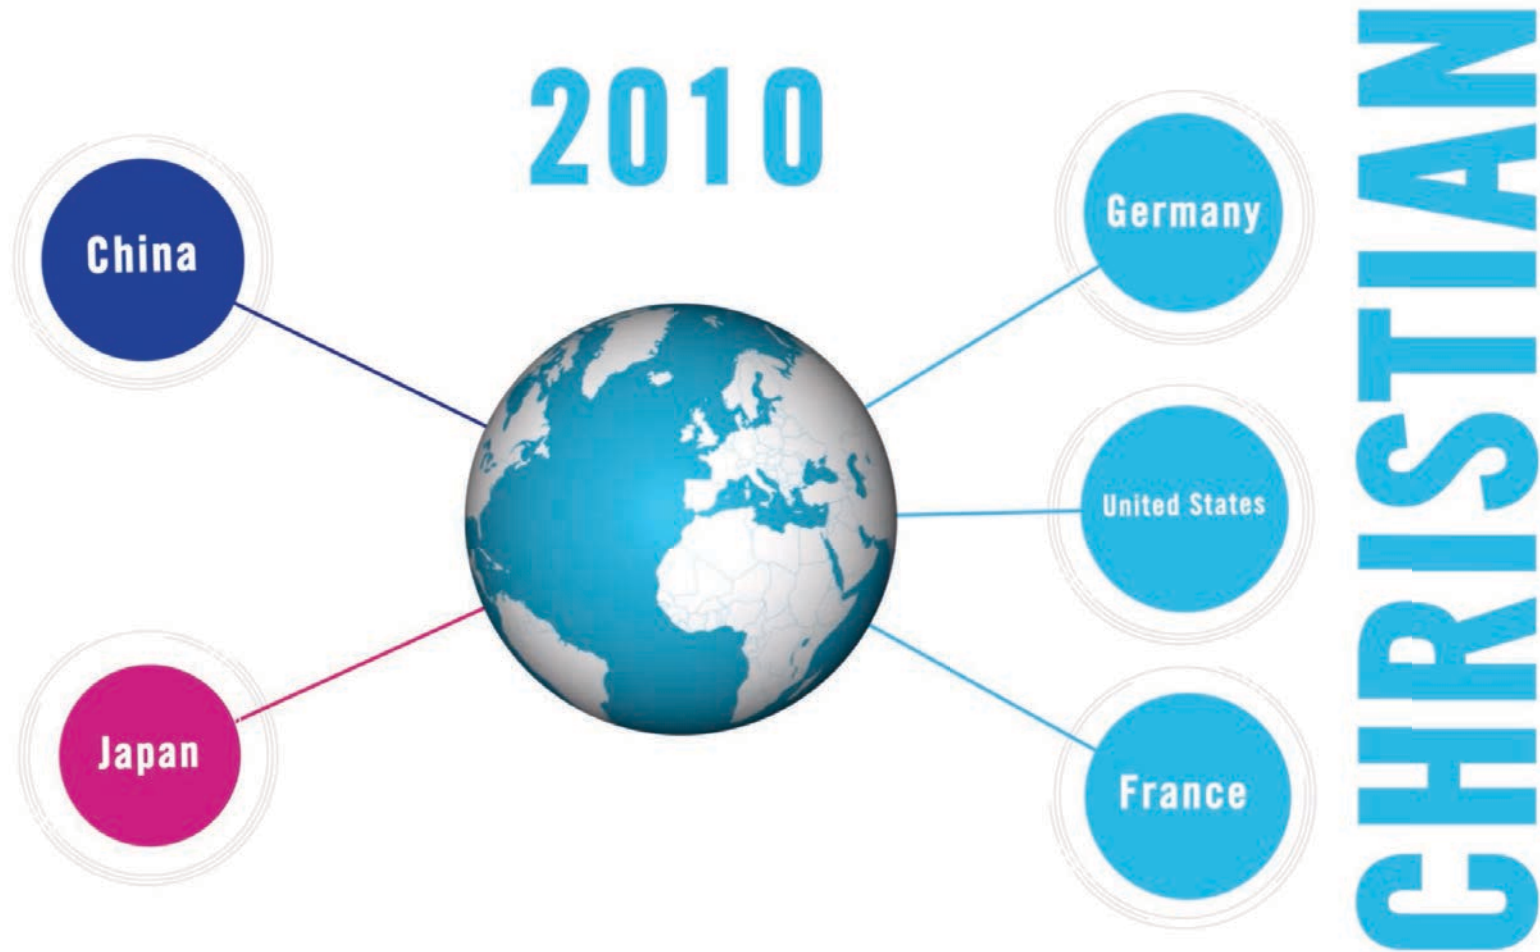 2010
China
Japan
Germany
United States
France
CHRISTIAN